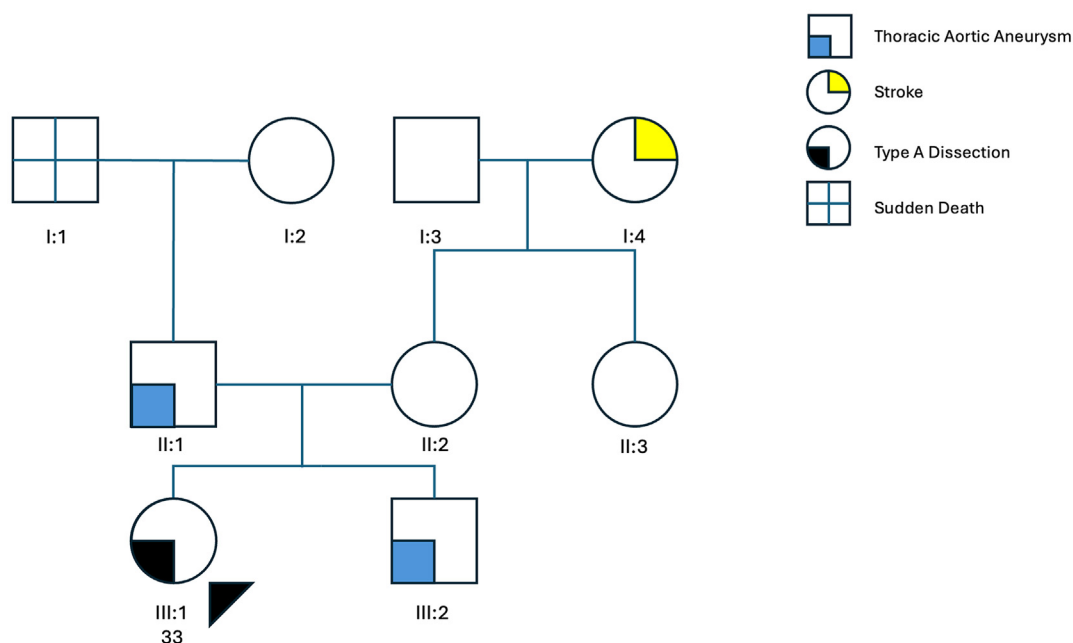 Thoracic Aortic Aneurysm
Stroke
Type A Dissection
Sudden Death
I:1
I:2
I:3
I:4
II:1
II:2
II:3
III:1
33
III:2